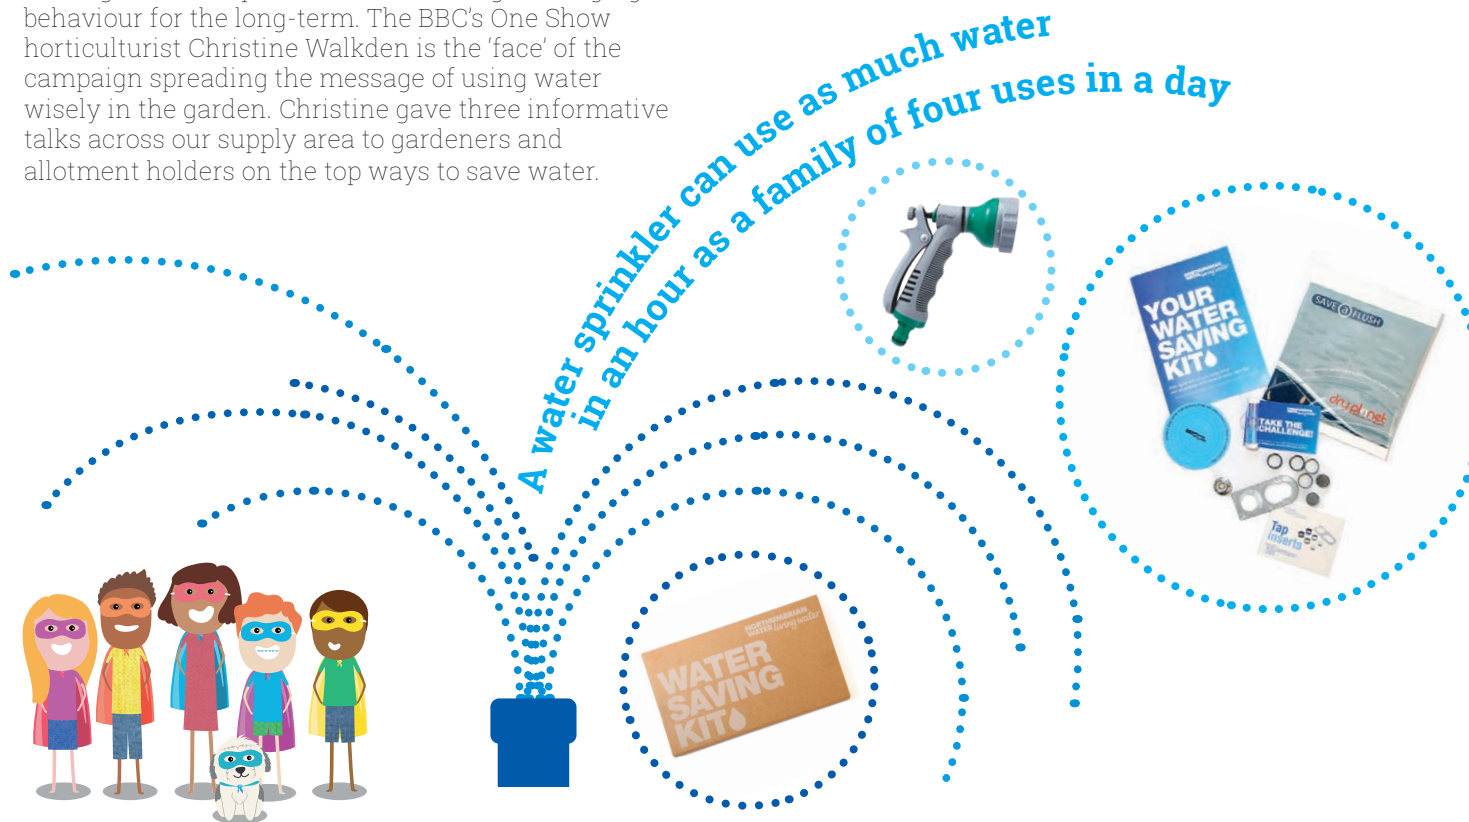 behaviour for the long-term. The BBC’s One Show
horticulturist Christine Walkden is the ‘face’ of the
campaign spreading the message of using water
wisely in the garden. Christine gave three informative
talks across our supply area to gardeners and
allotment holders on the top ways to save water.
A water sprinkler can use as much water
in an hour as a family of four uses in a day
YOUR
WATER
SAVING
KIT
SAVE a FLUSH
dry planet
TAKE THE
CHALLENGE!
Tap
inserts
NORTHUMBRIAN
WATER living water
WATER
SAVING
KIT